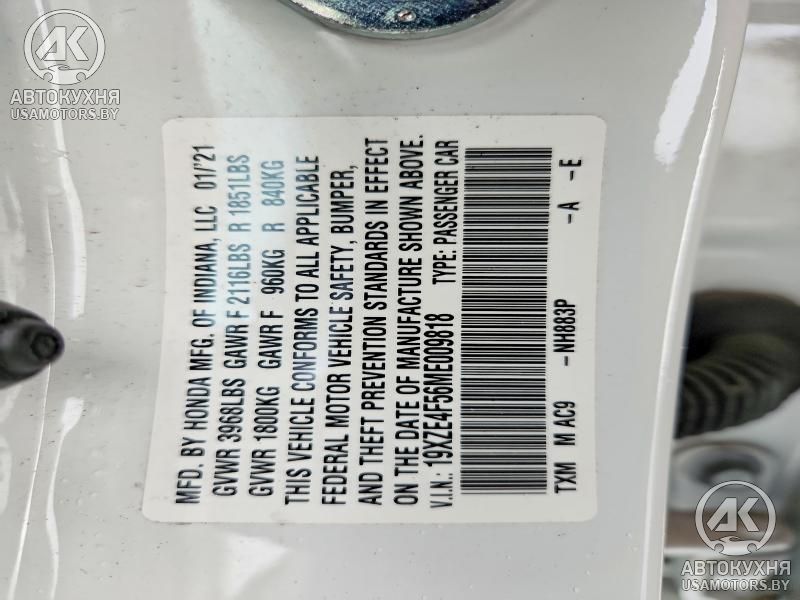 AK
АВТОКУХНЯ
USAMOTORS.BY
MFD. BY HONDA MFG. OF INDIANA, LLC 01/'21
GVWR 3968LBS GAWR F 2116LBS R 1851LBS
GVWR 1800KG GAWR F 960KG R 840KG
THIS VEHICLE CONFORMS TO ALL APPLICABLE
FEDERAL MOTOR VEHICLE SAFETY, BUMPER,
AND THEFT PREVENTION STANDARDS IN EFFECT
ON THE DATE OF MANUFACTURE SHOWN ABOVE.
V.I.N.: 19XZE4F56ME009818 TYPE: PASSENGER CAR
TXM M AC9 -NH883P -A -E
AK
АВТОКУХНЯ
USAMOTORS.BY